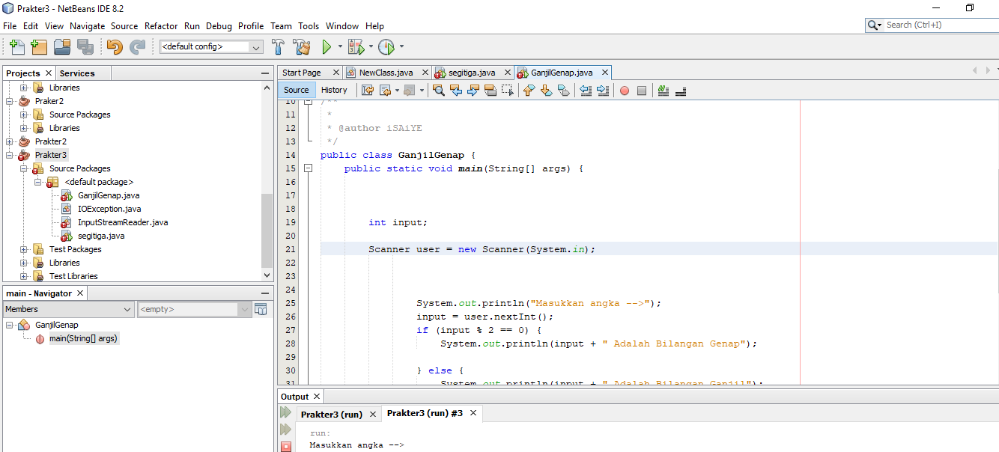 Prakter3 - NetBeans IDE 8.2
File Edit View Navigate Source Refactor Run Debug Profile Team Tools Window Help
Search (Ctrl+I)
<default config>
Projects
Services
Libraries
Praker2
Source Packages
Libraries
Prakter2
Prakter3
Source Packages
<default package>
GanjilGenap.java
IOException.java
InputStreamReader.java
segitiga.java
Test Packages
Libraries
Test Libraries
main - Navigator
Members
<empty>
GanjilGenap
main(String[] args)
Start Page
NewClass.java
segitiga.java
GanjilGenap.java
Source
History
10 /**
11 *
12 * @author iSAiYE
13 */
14 public class GanjilGenap {
15 public static void main(String[] args) {
16
17
18
19 int input;
20
21 Scanner user = new Scanner(System.in);
22
23
24
25 System.out.println("Masukkan angka -->");
26 input = user.nextInt();
27 if (input % 2 == 0) {
28 System.out.println(input + " Adalah Bilangan Genap");
29
30 } else {
31 System.out.println(input + " Adalah Bilangan Ganjil");
Output
Prakter3 (run)
Prakter3 (run) #3
run:
Masukkan angka -->